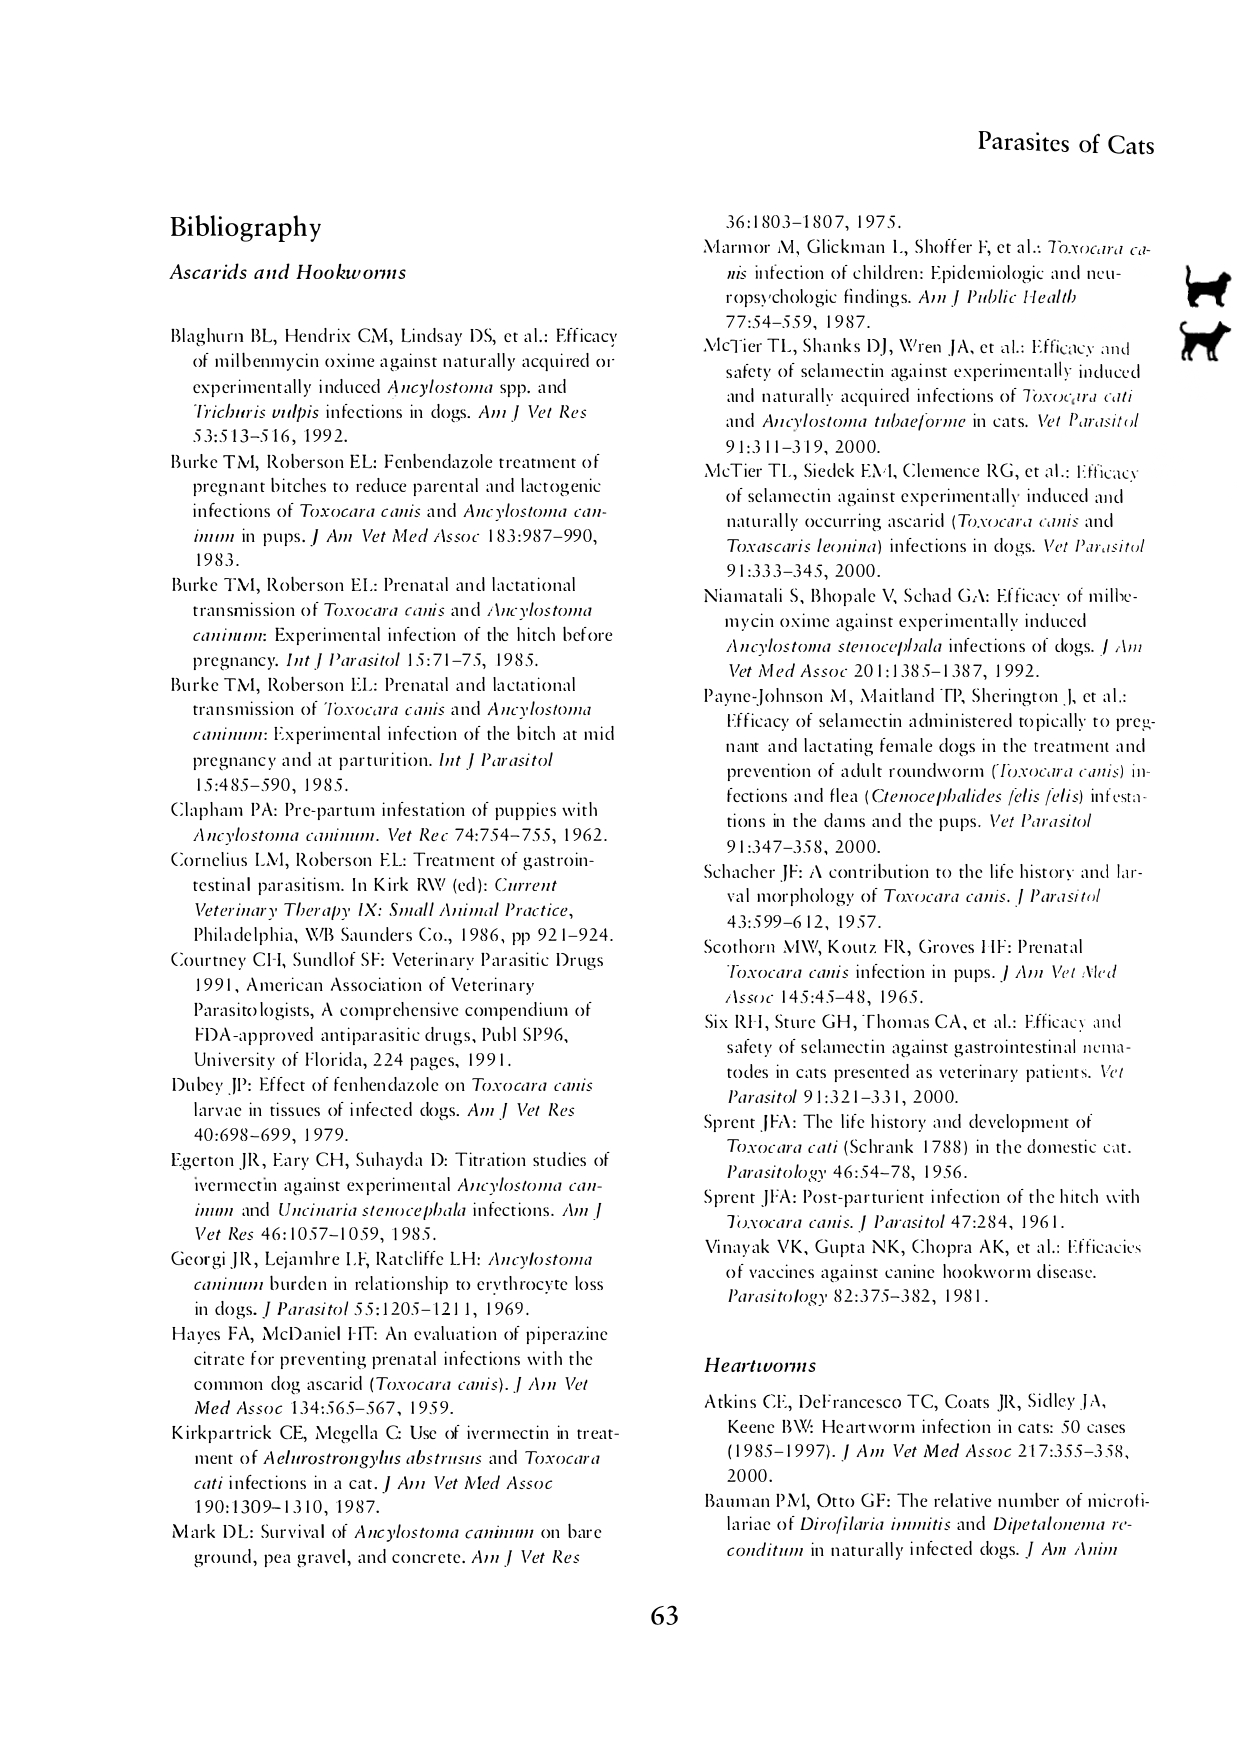 Parasites of Cats
Bibliography
Ascarids and Hookworms
Blaghurn BL, Hendrix CM, Lindsay DS, et al.: Efficacy
of milbennycin oxime against naturally acquired or
experimentally induced Ancylostoma spp. and
Trichuris vulpis infections in dogs. Am J Vet Res
53:513–516, 1992.
Burke TM, Roberson EL: Fenbendazole treatment of
pregnant bitches to reduce parental and lactogenic
infections of Toxocara canis and Ancylostoma can-
inum in pups. J Am Vet Med Assoc 183:987–990,
1983.
Burke TM, Roberson EL: Prenatal and lactational
transmission of Toxocara canis and Ancylostoma
caninum: Experimental infection of the hitch before
pregnancy. Int J Parasitol 15:71–75, 1985.
Burke TM, Roberson EL: Prenatal and lactational
transmission of Toxocara canis and Ancylostoma
caninum: Experimental infection of the bitch at mid
pregnancy and at parturition. Int J Parasitol
15:485–590, 1985.
Clapham PA: Pre-partum infestation of puppies with
Ancylostoma caninum. Vet Rec 74:754–755, 1962.
Cornelius LM, Roberson EL: Treatment of gastroin-
testinal parasitism. In Kirk RW (ed): Current
Veterinary Therapy IX: Small Animal Practice,
Philadelphia, WB Saunders Co., 1986, pp 921–924.
Courtney CH, Sundlof SF: Veterinary Parasitic Drugs
1991, American Association of Veterinary
Parasitologists, A comprehensive compendium of
FDA-approved antiparasitic drugs, Publ SP96,
University of Florida, 224 pages, 1991.
Dubey JP: Effect of fenhendazole on Toxocara canis
larvae in tissues of infected dogs. Am J Vet Res
40:698–699, 1979.
Egerton JR, Eary CH, Suhayda D: Titration studies of
ivermectin against experimental Ancylostoma can-
inum and Uncinaria stenocephala infections. Am J
Vet Res 46:1057–1059, 1985.
Georgi JR, Lejamhre LF, Ratcliffe LH: Ancylostoma
caninum burden in relationship to erythrocyte loss
in dogs. J Parasitol 55:1205–1211, 1969.
Hayes FA, McDaniel HT: An evaluation of piperazine
citrate for preventing prenatal infections with the
common dog ascarid (Toxocara canis). J Am Vet
Med Assoc 134:565–567, 1959.
Kirkpartrick CE, Megella C: Use of ivermectin in treat-
ment of Aelurostrongylus abstrusus and Toxocara
cati infections in a cat. J Am Vet Med Assoc
190:1309–1310, 1987.
Mark DL: Survival of Ancylostoma caninum on bare
ground, pea gravel, and concrete. Am J Vet Res
36:1803–1807, 1975.
Marmor M, Glickman L, Shoffer F, et al.: Toxocara ca-
nis infection of children: Epidemiologic and neu-
ropsychologic findings. Am J Public Health
77:54–559, 1987.
McTier TL, Shanks DJ, Wren JA, et al.: Efficacy and
safety of selamectin against experimentally induced
and naturally acquired infections of Toxocara cati
and Ancylostoma tubaeforme in cats. Vet Parasitol
91:311–319, 2000.
McTier TL, Siedek EM, Clemence RG, et al.: Efficacy
of selamectin against experimentally induced and
naturally occurring ascarid (Toxocara canis and
Toxascaris leonina) infections in dogs. Vet Parasitol
91:333–345, 2000.
Niamatali S, Bhopale V, Schad GA: Efficacy of milbe-
mycin oxime against experimentally induced
Ancylostoma stenocephala infections of dogs. J Am
Vet Med Assoc 201:1385–1387, 1992.
Payne-Johnson M, Maitland TP, Sherington J, et al.:
Efficacy of selamectin administered topically to preg-
nant and lactating female dogs in the treatment and
prevention of adult roundworm (Toxocara canis) in-
fections and flea (Ctenocephalides felis felis) infesta-
tions in the dams and the pups. Vet Parasitol
91:347–358, 2000.
Schacher JF: A contribution to the life history and lar-
val morphology of Toxocara canis. J Parasitol
43:599–612, 1957.
Scothorn MW, Koutz FR, Groves HF: Prenatal
Toxocara canis infection in pups. J Am Vet Med
Assoc 145:45–48, 1965.
Six RH, Sture GH, Thomas CA, et al.: Efficacy and
safety of selamectin against gastrointestinal nema-
todes in cats presented as veterinary patients. Vet
Parasitol 91:321–331, 2000.
Sprent JFA: The life history and development of
Toxocara cati (Schrank 1788) in the domestic cat.
Parasitology 46:54–78, 1956.
Sprent JFA: Post-parturient infection of the hitch with
Toxocara canis. J Parasitol 47:284, 1961.
Vinayak VK, Gupta NK, Chopra AK, et al.: Efficacies
of vaccines against canine hookworm disease.
Parasitology 82:375–382, 1981.
Heartworms
Atkins CE, DeFrancesco TC, Coats JR, Sidley JA,
Keene BW: Heartworm infection in cats: 50 cases
(1985–1997). J Am Vet Med Assoc 217:355–358,
2000.
Bauman PM, Otto GF: The relative number of microfi-
lariae of Dirofilaria immitis and Dipetalonema re-
conditum in naturally infected dogs. J Am Anim
63